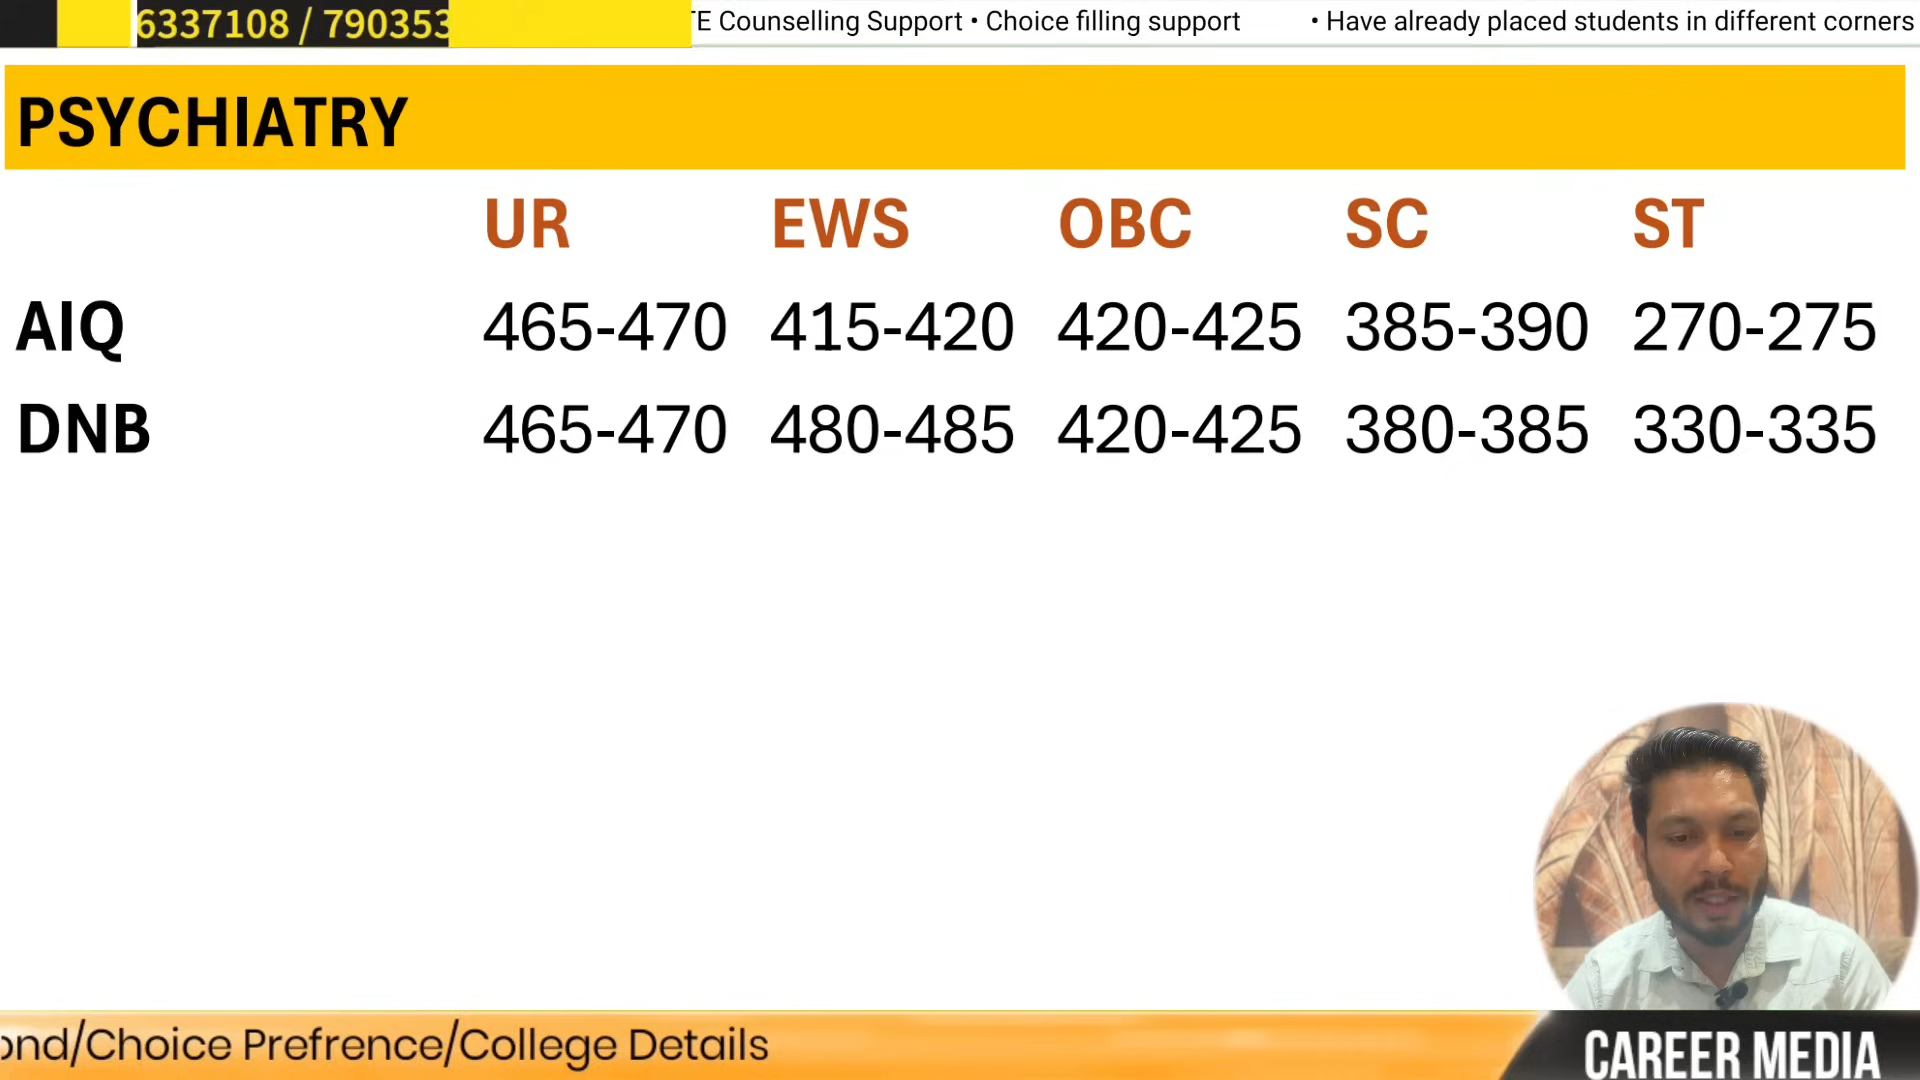 6337108 / 790353
TE Counselling Support • Choice filling support • Have already placed students in different corners
PSYCHIATRY
UR EWS OBC SC ST
AIQ 465-470 415-420 420-425 385-390 270-275
DNB 465-470 480-485 420-425 380-385 330-335
ond/Choice Prefrence/College Details
CAREER MEDIA